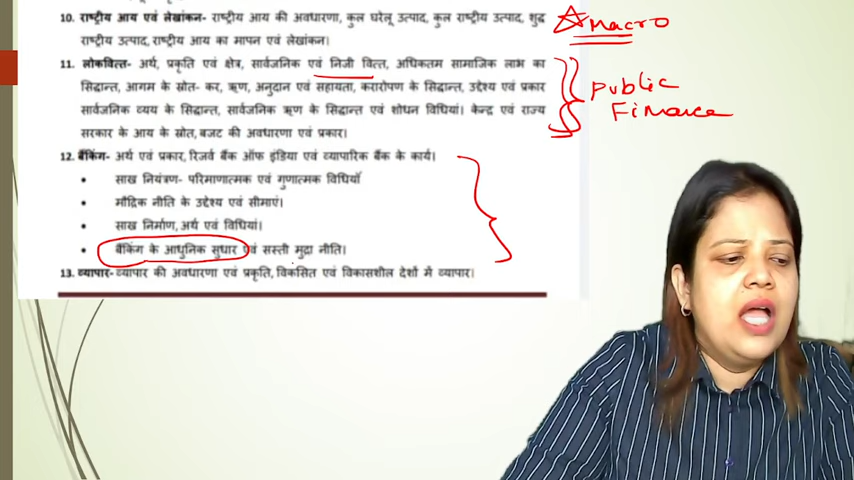 10. राष्ट्रीय आय एवं लेखांकन- राष्ट्रीय आय की अवधारणा, कुल घरेलू उत्पाद, कुल राष्ट्रीय उत्पाद, शुद्ध
Macro
राष्ट्रीय उत्पाद, राष्ट्रीय आय का मापन एवं लेखांकन।
11. लोकवित्त- अर्थ, प्रकृति एवं क्षेत्र, सार्वजनिक एवं निजी वित्त, अधिकतम सामाजिक लाभ का
सिद्धान्त, आगम के स्रोत- कर, ऋण, अनुदान एवं सहायता, करारोपण के सिद्धान्त, उद्देश्य एवं प्रकार
Public
सार्वजनिक व्यय के सिद्धान्त, सार्वजनिक ऋण के सिद्धान्त एवं शोधन विधियां। केन्द्र एवं राज्य
Finance
सरकार के आय के स्रोत, बजट की अवधारणा एवं प्रकार।
12. बैंकिंग- अर्थ एवं प्रकार, रिजर्व बैंक ऑफ इंडिया एवं व्यापारिक बैंक के कार्य।
• साख नियंत्रण- परिमाणात्मक एवं गुणात्मक विधियाँ
• मौद्रिक नीति के उद्देश्य एवं सीमाएं।
• साख निर्माण, अर्थ एवं विधियां।
• बैंकिंग के आधुनिक सुधार एवं सस्ती मुद्रा नीति।
13. व्यापार- व्यापार की अवधारणा एवं प्रकृति, विकसित एवं विकासशील देशों में व्यापार।